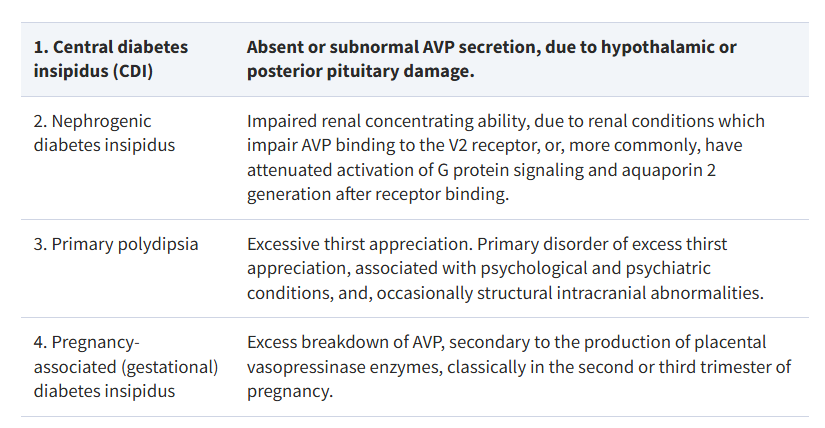 1. Central diabetes
insipidus (CDI)
Absent or subnormal AVP secretion, due to hypothalamic or
posterior pituitary damage.
2. Nephrogenic
diabetes insipidus
Impaired renal concentrating ability, due to renal conditions which
impair AVP binding to the V2 receptor, or, more commonly, have
attenuated activation of G protein signaling and aquaporin 2
generation after receptor binding.
3. Primary polydipsia
Excessive thirst appreciation. Primary disorder of excess thirst
appreciation, associated with psychological and psychiatric
conditions, and, occasionally structural intracranial abnormalities.
4. Pregnancy-
associated (gestational)
diabetes insipidus
Excess breakdown of AVP, secondary to the production of placental
vasopressinase enzymes, classically in the second or third trimester of
pregnancy.